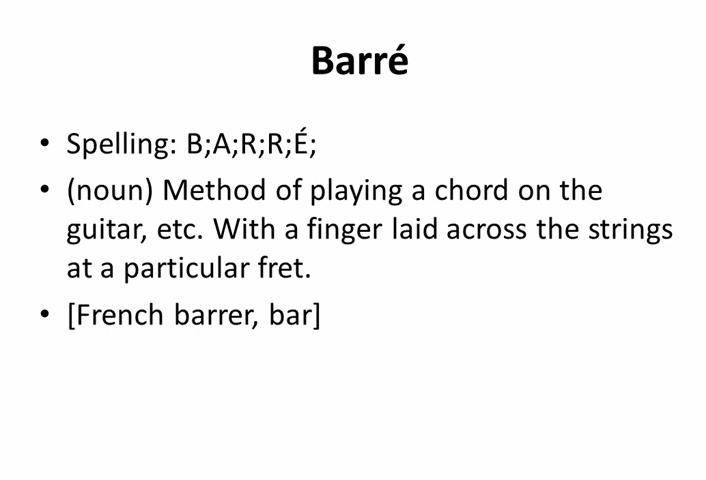 Barré
• Spelling: B;A;R;R;É;
• (noun) Method of playing a chord on the
guitar, etc. With a finger laid across the strings
at a particular fret.
• [French barrer, bar]